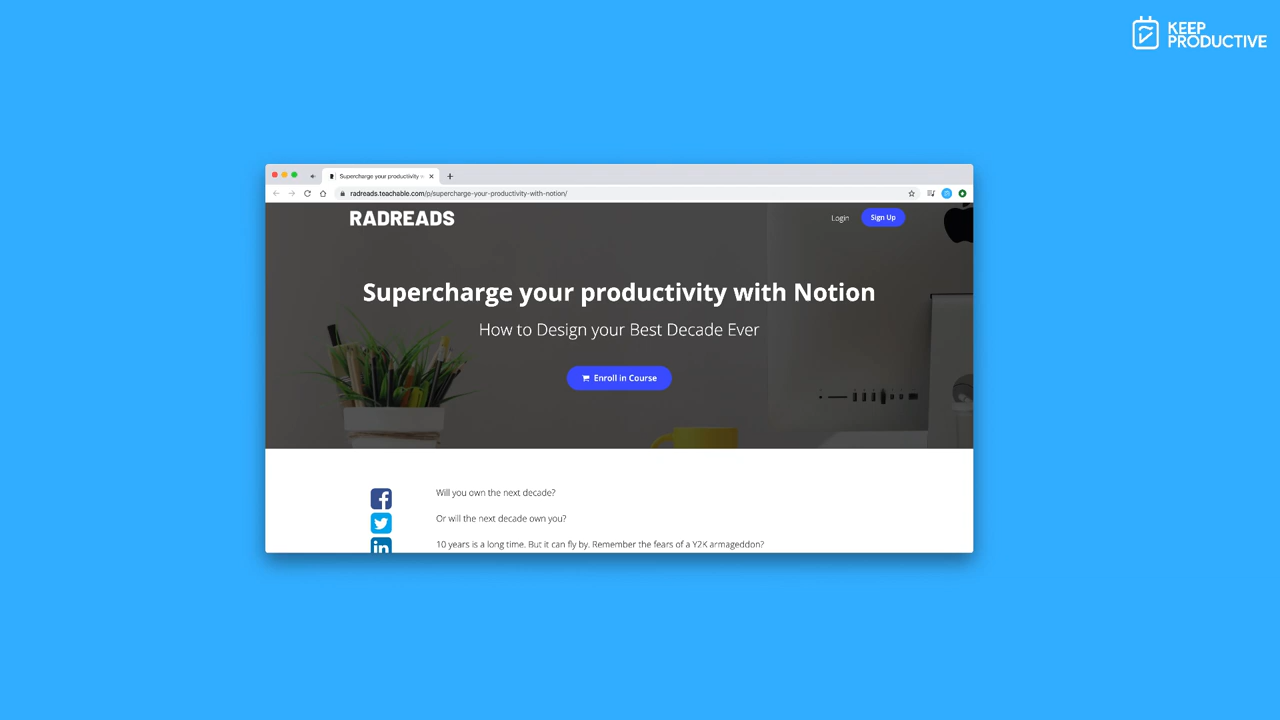 KEEP
PRODUCTIVE
Supercharge your productivity w
radreads.teachable.com/p/supercharge-your-productivity-with-notion/
RADREADS
Login
Sign Up
Supercharge your productivity with Notion
How to Design your Best Decade Ever
Enroll in Course
Will you own the next decade?
Or will the next decade own you?
10 years is a long time. But it can fly by. Remember the fears of a Y2K armageddon?